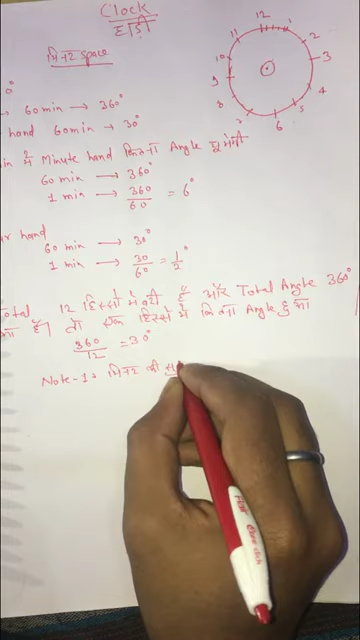 Clock
घड़ी
मिनट space
12
1
2
3
4
5
6
7
8
9
10
11
0°
→ 60 min → 360°
hand 60 min → 30°
में Minute hand कितना Angle घूमेगी
60 min → 360°
1 min → 360/60 = 6°
hand
60 min → 30°
1 min → 30/60 = 1/2°
12 हिस्सों में बटी है और Total Angle 360°
तो एक हिस्से में कितना Angle
360/12 = 30°
Note-1: मिनट की